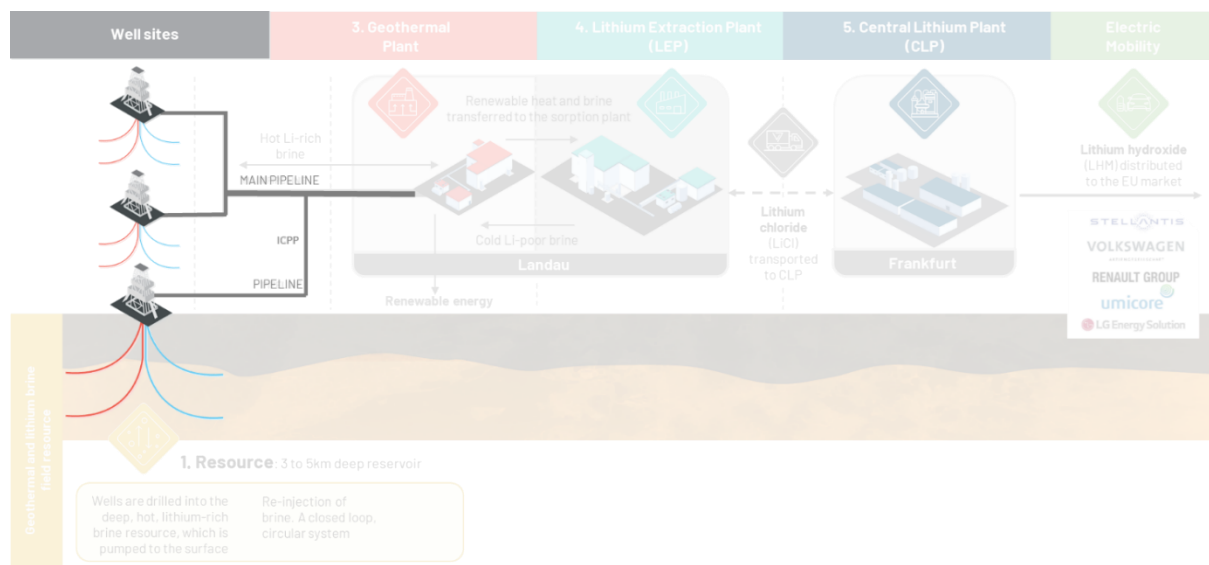 Well sites
3. Geothermal
Plant
4. Lithium Extraction Plant
(LEP)
5. Central Lithium Plant
(CLP)
Electric
Mobility
Renewable heat and brine
transferred to the sorption plant
Hot Li-rich
brine
MAIN PIPELINE
ICPP
PIPELINE
Cold Li-poor brine
Landau
Renewable energy
Lithium
chloride
(LiCl)
transported
to CLP
Frankfurt
Lithium hydroxide
(LHM) distributed
to the EU market
STELLANTIS
VOLKSWAGEN
RENAULT GROUP
umicore
LG Energy Solution
Geothermal and lithium brine
field resource
1. Resource: 3 to 5km deep reservoir
Wells are drilled into the
deep, hot, lithium-rich
brine resource, which is
pumped to the surface
Re-injection of
brine. A closed loop,
circular system